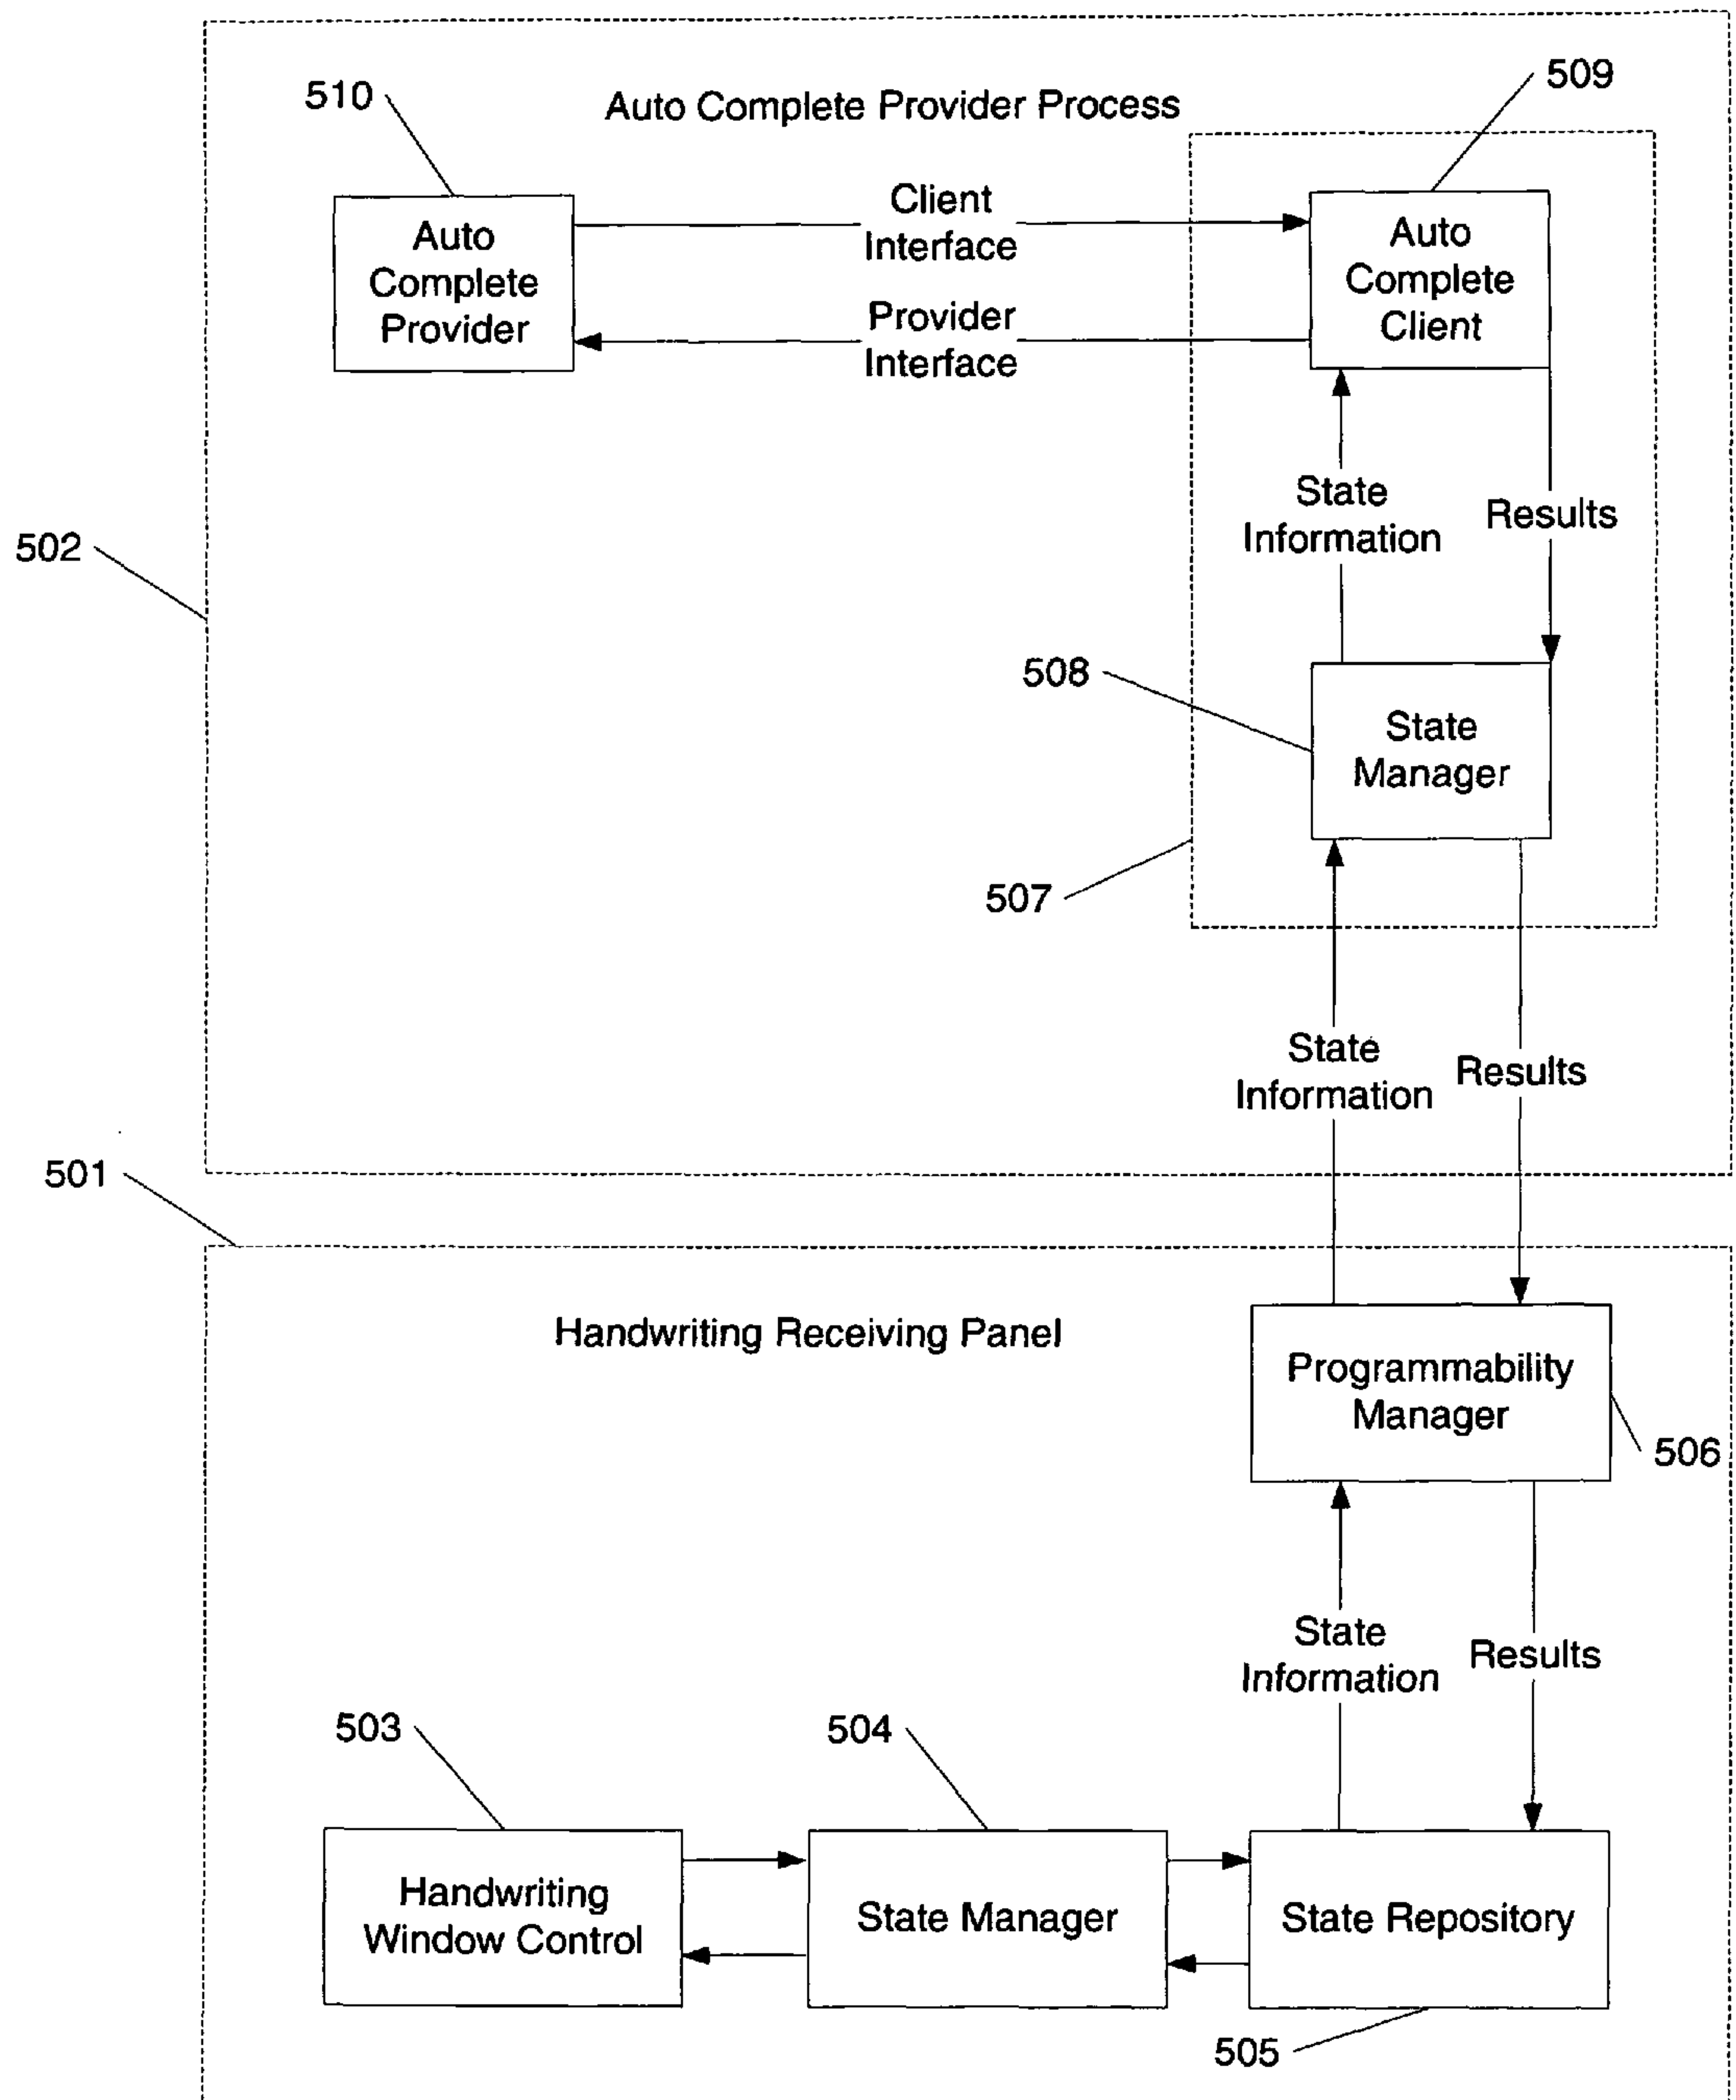 510
Auto Complete Provider Process
509
Auto
Complete
Provider
Client
Interface
Provider
Interface
Auto
Complete
Client
502
State
Information
Results
508
State
Manager
507
State
Information
Results
501
Handwriting Receiving Panel
Programmability
Manager
506
State
Information
Results
503
504
Handwriting
Window Control
State Manager
State Repository
505